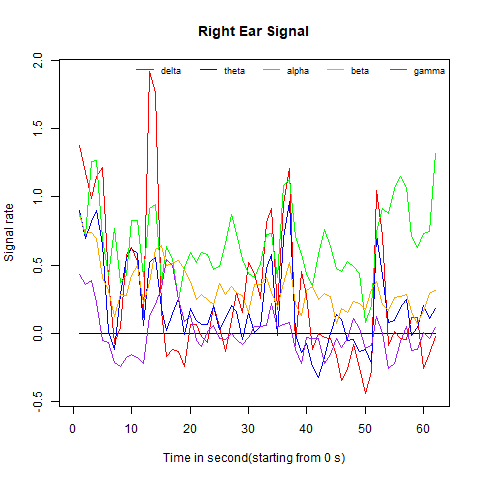 Right Ear Signal
delta theta alpha beta gamma
Signal rate
2.0
1.5
1.0
0.5
0.0
-0.5
0 10 20 30 40 50 60
Time in second(starting from 0 s)